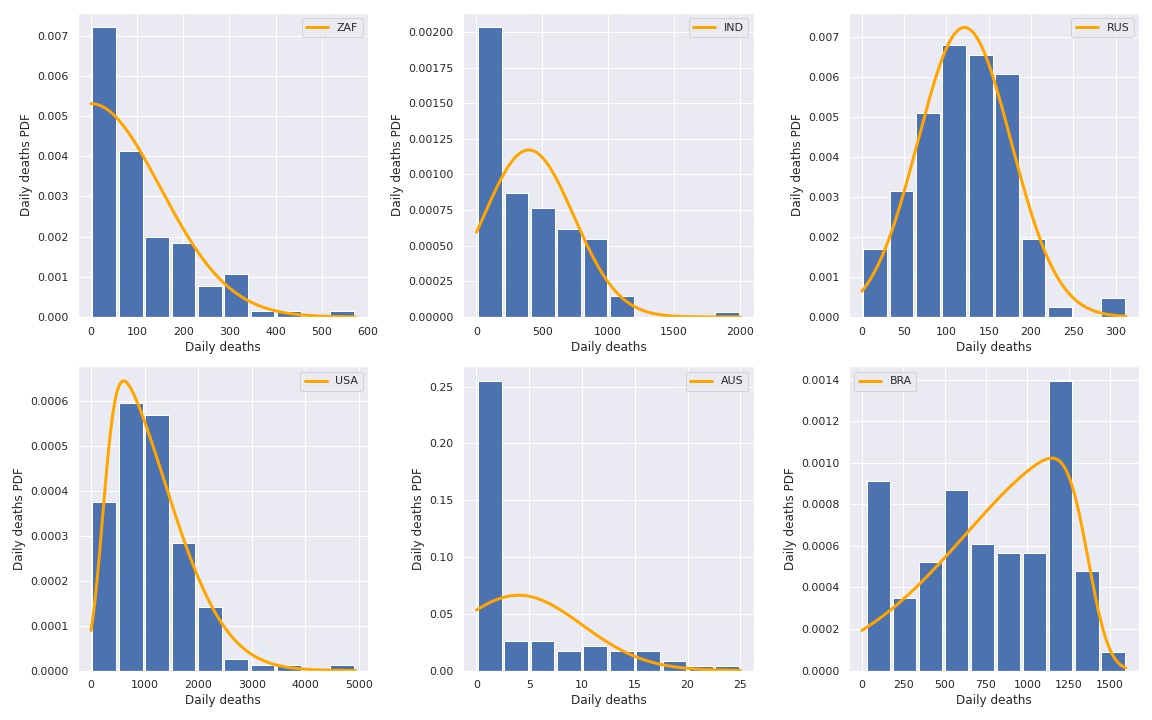 ZAF
0.007
0.006
0.005
0.004
0.003
0.002
0.001
0.000
Daily deaths PDF
0 100 200 300 400 500 600
Daily deaths
IND
0.00200
0.00175
0.00150
0.00125
0.00100
0.00075
0.00050
0.00025
0.00000
Daily deaths PDF
0 500 1000 1500 2000
Daily deaths
RUS
0.007
0.006
0.005
0.004
0.003
0.002
0.001
0.000
Daily deaths PDF
0 50 100 150 200 250 300
Daily deaths
USA
0.0006
0.0005
0.0004
0.0003
0.0002
0.0001
0.0000
Daily deaths PDF
0 1000 2000 3000 4000 5000
Daily deaths
AUS
0.25
0.20
0.15
0.10
0.05
0.00
Daily deaths PDF
0 5 10 15 20 25
Daily deaths
BRA
0.0014
0.0012
0.0010
0.0008
0.0006
0.0004
0.0002
0.0000
Daily deaths PDF
0 250 500 750 1000 1250 1500
Daily deaths